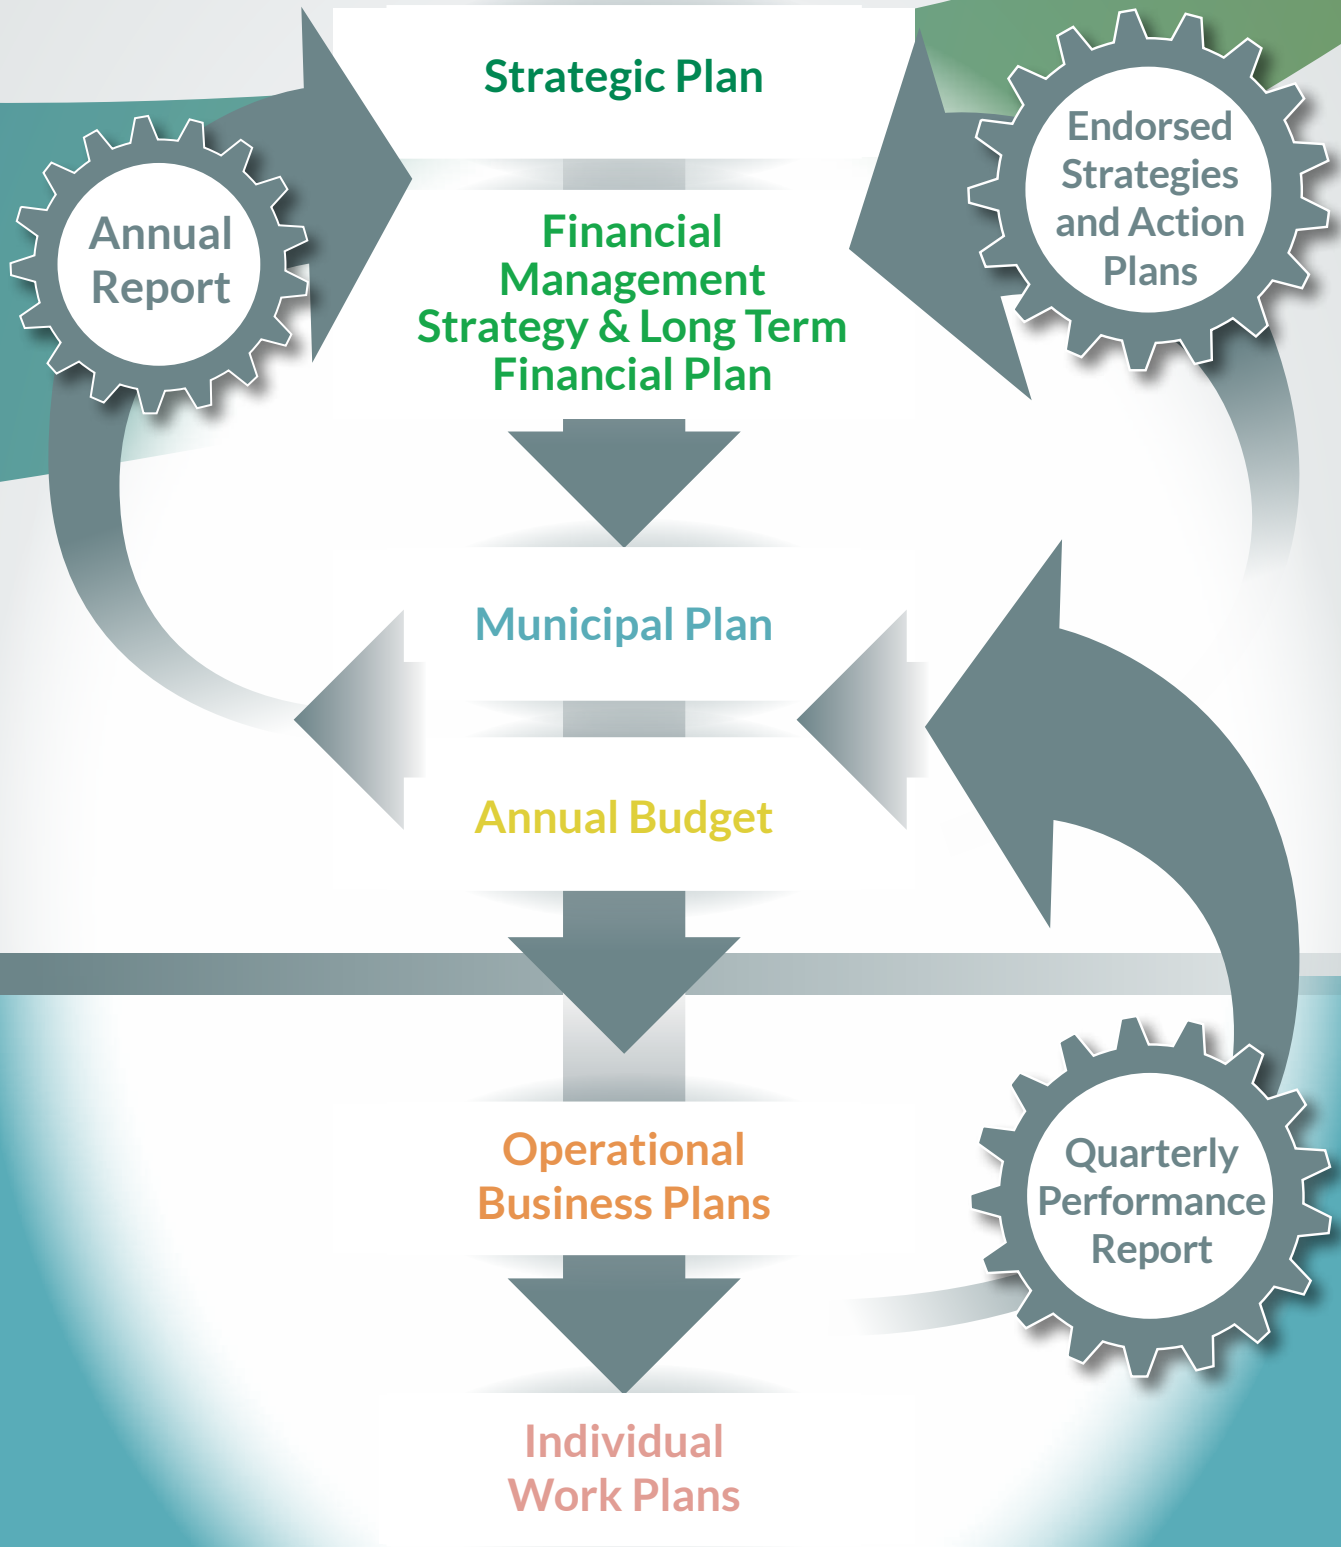 Strategic Plan
Financial
Management
Strategy & Long Term
Financial Plan
Annual
Report
Endorsed
Strategies
and Action
Plans
Municipal Plan
Annual Budget
Operational
Business Plans
Quarterly
Performance
Report
Individual
Work Plans